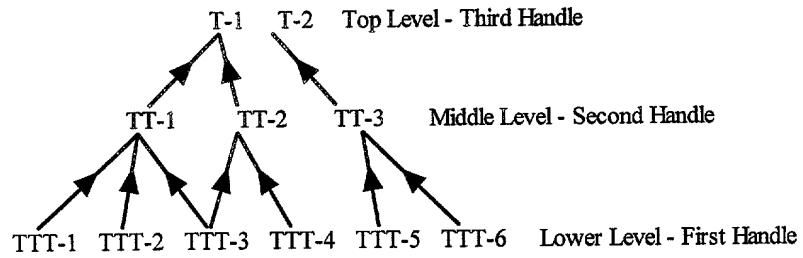 T-1 T-2 Top Level - Third Handle
TT-1 TT-2 TT-3 Middle Level - Second Handle
TTT-1 TTT-2 TTT-3 TTT-4 TTT-5 TTT-6 Lower Level - First Handle